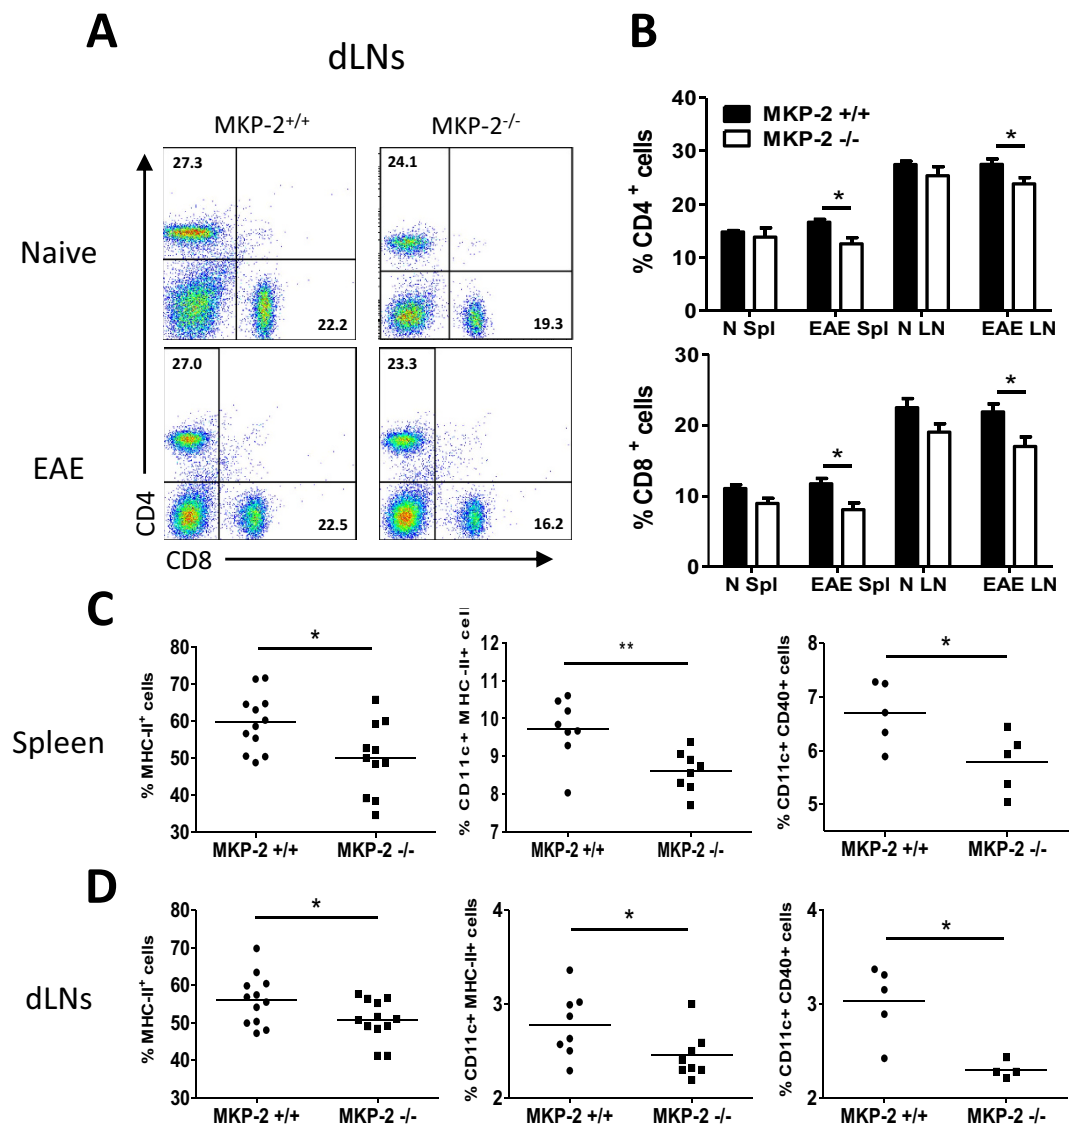 A
dLNs
MKP-2+/+
MKP-2-/-
Naive
27.3
22.2
24.1
19.3
EAE
27.0
22.5
23.3
16.2
CD4
CD8
B
MKP-2 +/+
MKP-2 -/-
% CD4 + cells
40
30
20
10
0
*
*
N Spl
EAE Spl
N LN
EAE LN
% CD8 + cells
30
20
10
0
*
*
N Spl
EAE Spl
N LN
EAE LN
C
Spleen
% MHC-II+ cells
80
70
60
50
40
30
*
MKP-2 +/+
MKP-2 -/-
% CD11c+ MHC-II+ cel
12
11
10
9
8
7
**
MKP-2 +/+
MKP-2 -/-
% CD11c+ CD40+ cells
8
7
6
5
*
MKP-2 +/+
MKP-2 -/-
D
dLNs
% MHC-II+ cells
80
70
60
50
40
30
*
MKP-2 +/+
MKP-2 -/-
% CD11c+ MHC-II+ cells
4
3
2
*
MKP-2 +/+
MKP-2 -/-
% CD11c+ CD40+ cells
4
3
2
*
MKP-2 +/+
MKP-2 -/-